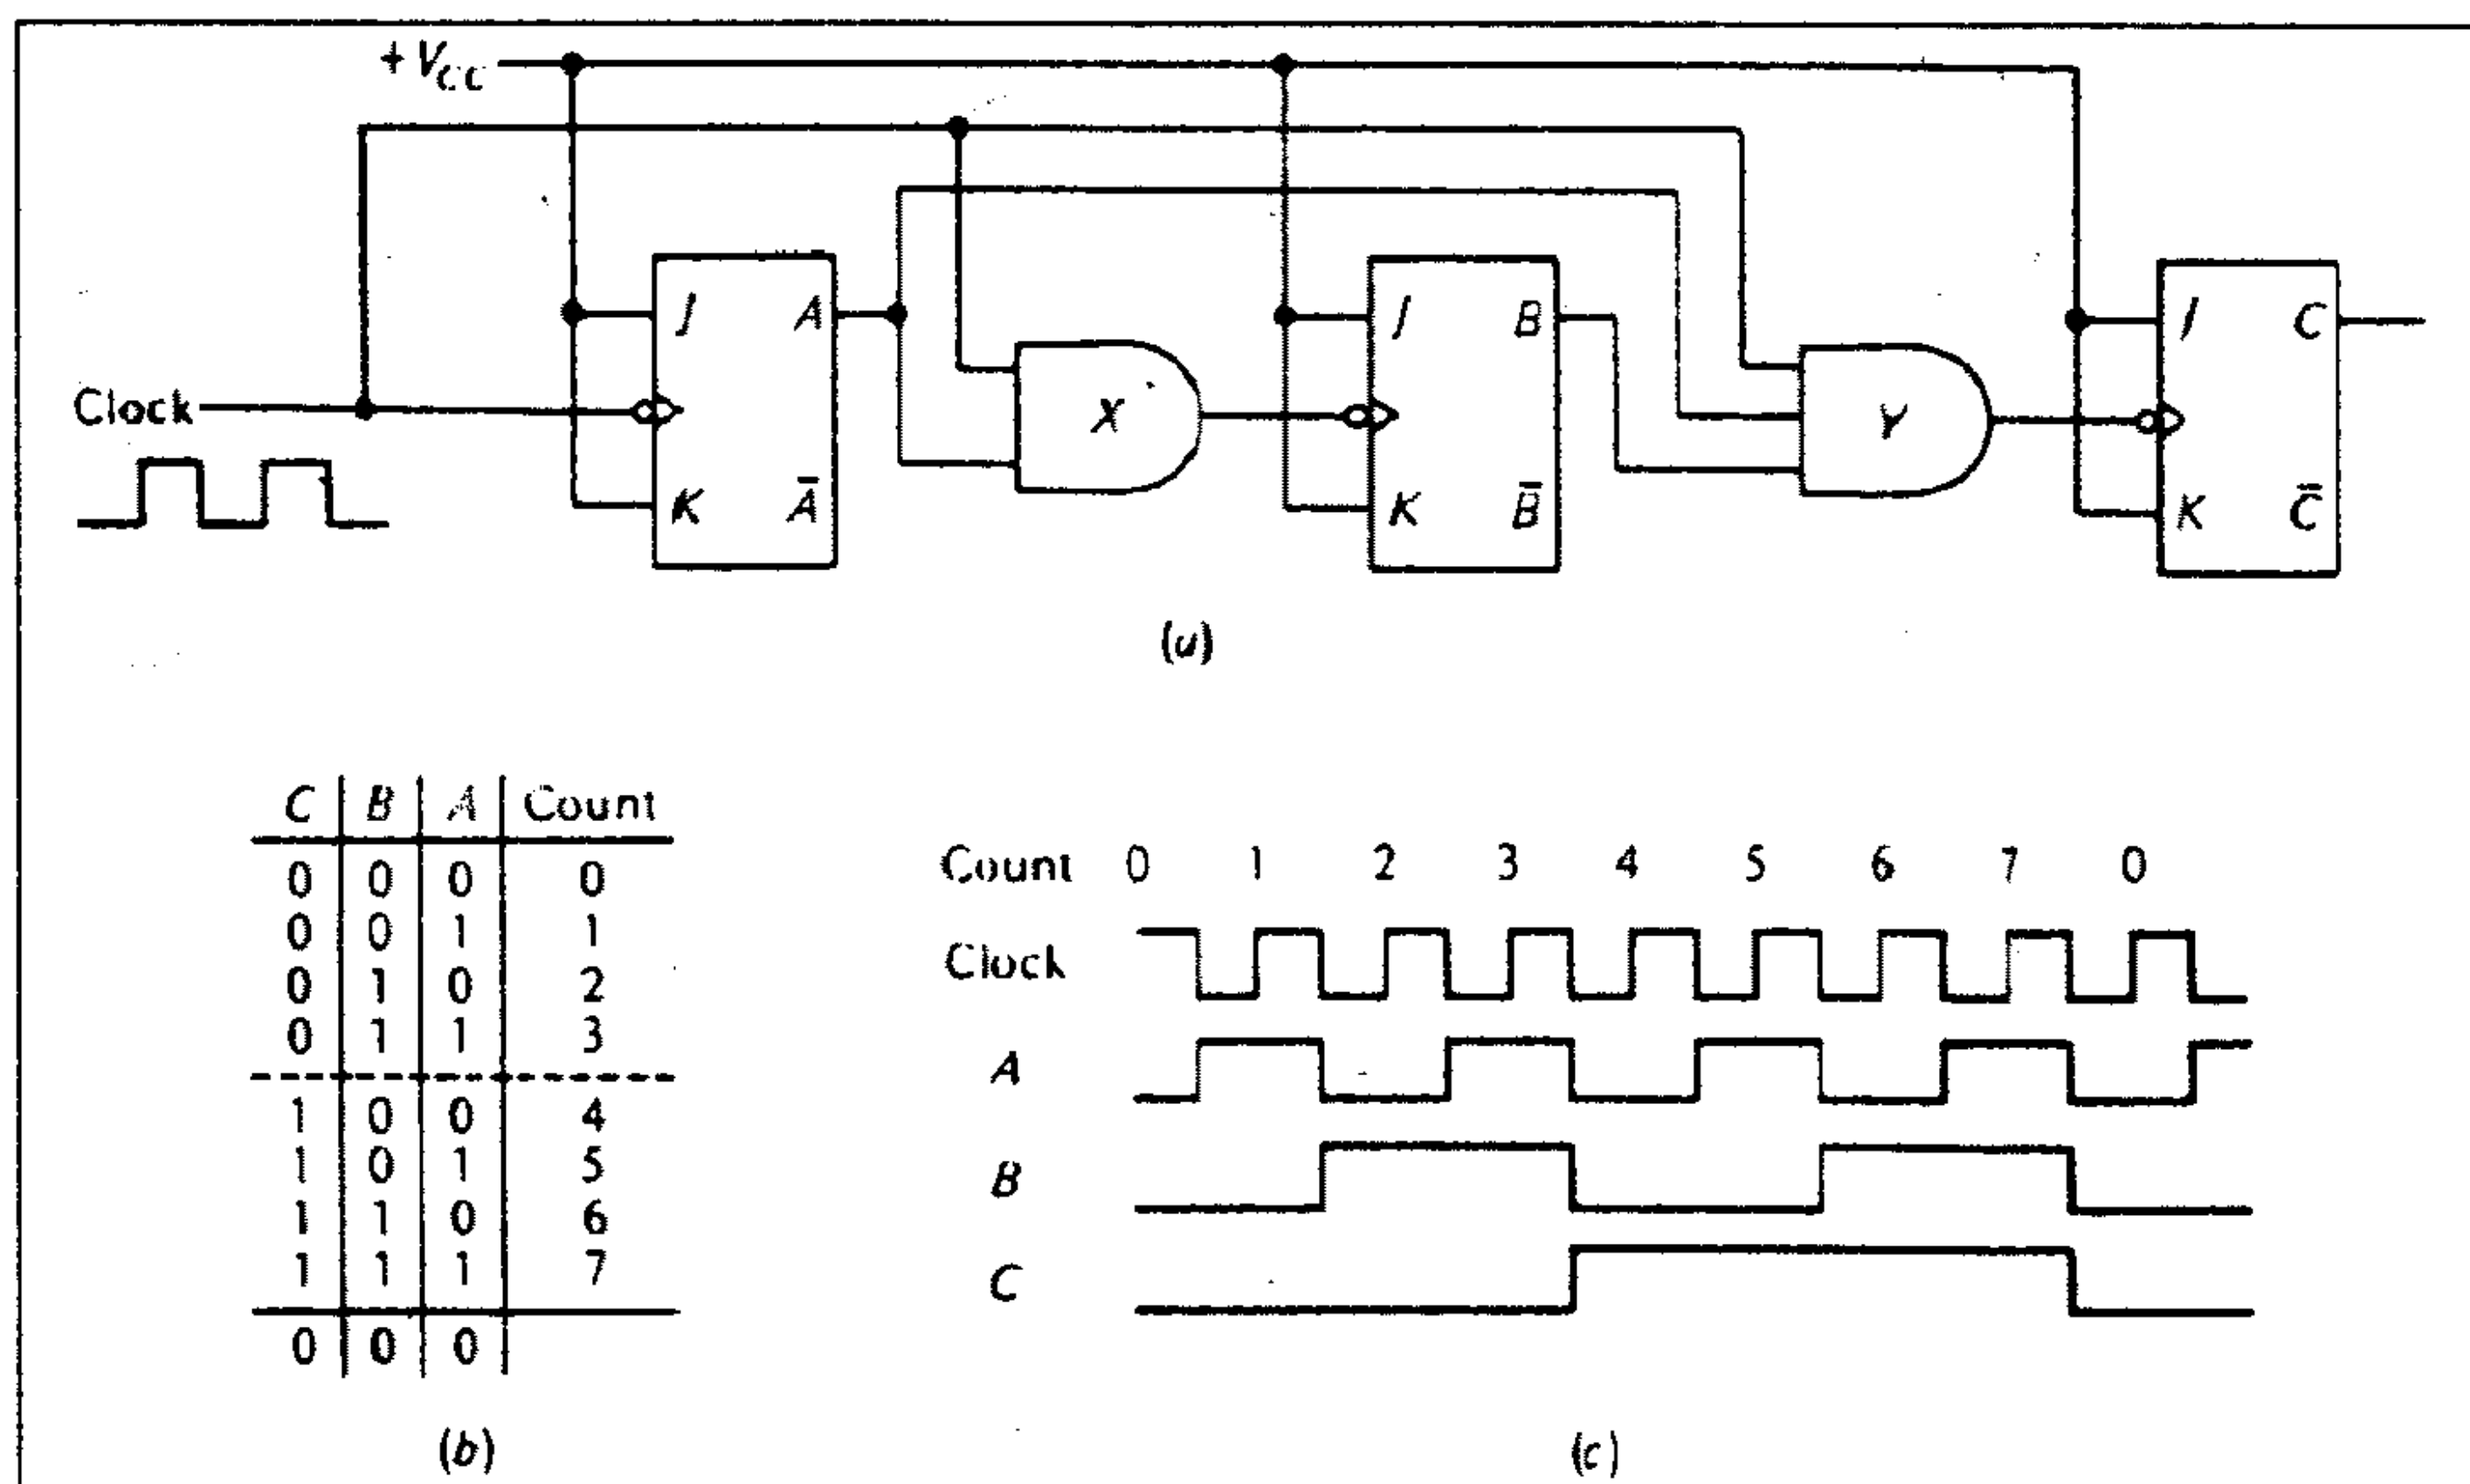 + V_CC
J A J B J C
Clock X Y
K Ā K B̄ K C̄
(a)
C B A Count
0 0 0 0
0 0 1 1
0 1 0 2
0 1 1 3
1 0 0 4
1 0 1 5
1 1 0 6
1 1 1 7
0 0 0
(b)
Count 0 1 2 3 4 5 6 7 0
Clock
A
B
C
(c)